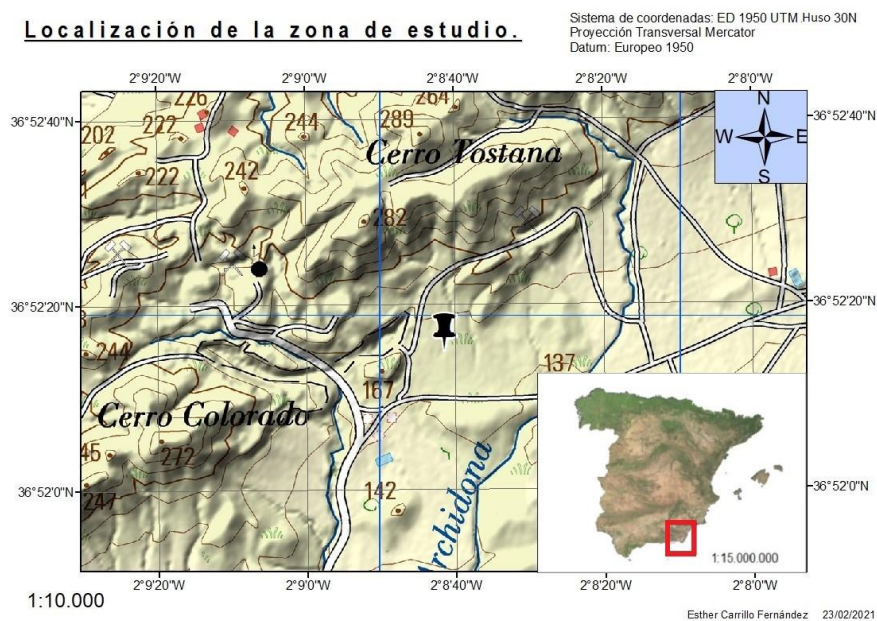 Localización de la zona de estudio.
Sistema de coordenadas: ED 1950 UTM Huso 30N
Proyección Transversal Mercator
Datum: Europeo 1950
2°9'20"W 2°9'0"W 2°8'40"W 2°8'20"W 2°8'0"W
36°52'40"N 36°52'40"N
N
W E
S
226 264
202 222 244 289
Cerro Tostana
222 242
282
36°52'20"N 36°52'20"N
244
167 137
Cerro Colorado
272
247
142
Archidona
36°52'0"N 36°52'0"N
1:15.000.000
2°9'20"W 2°9'0"W 2°8'40"W 2°8'20"W 2°8'0"W
1:10.000
Esther Carrillo Fernández 23/02/2021